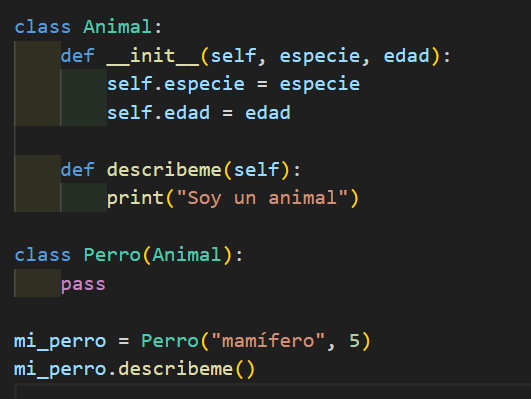 class Animal:
    def __init__(self, especie, edad):
        self.especie = especie
        self.edad = edad

    def describeme(self):
        print("Soy un animal")

class Perro(Animal):
    pass

mi_perro = Perro("mamífero", 5)
mi_perro.describeme()